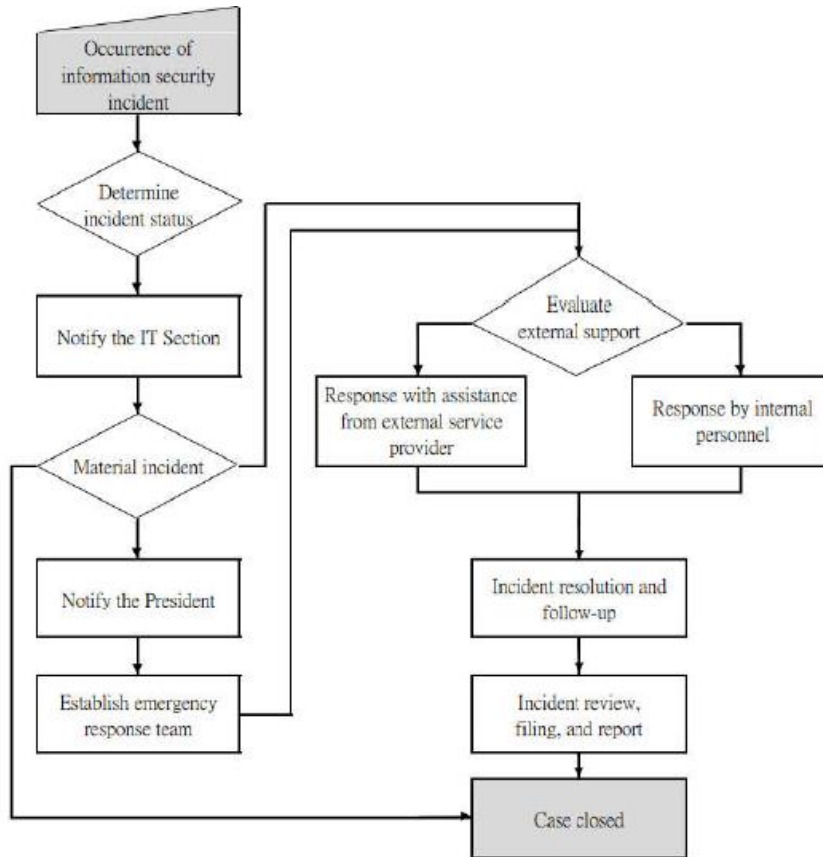 Occurrence of
information security
incident
Determine
incident status
Notify the IT Section
Material incident
Notify the President
Establish emergency
response team
Evaluate
external support
Response with assistance
from external service
provider
Response by internal
personnel
Incident resolution and
follow-up
Incident review,
filing, and report
Case closed